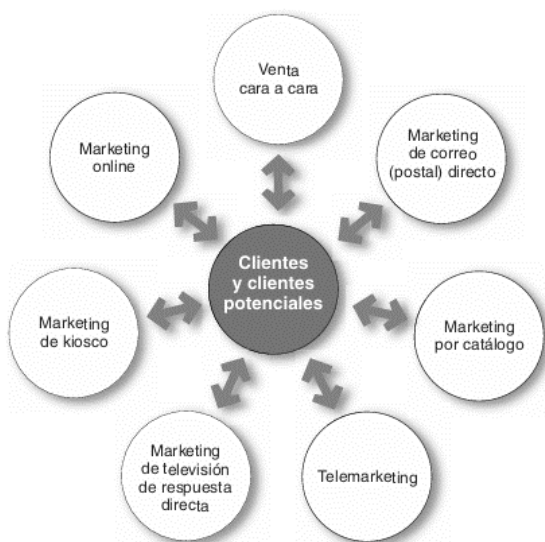 Venta
cara a cara
Marketing
de correo
(postal) directo
Marketing
online
Clientes
y clientes
potenciales
Marketing
de kiosco
Marketing
por catálogo
Marketing
de televisión
de respuesta
directa
Telemarketing